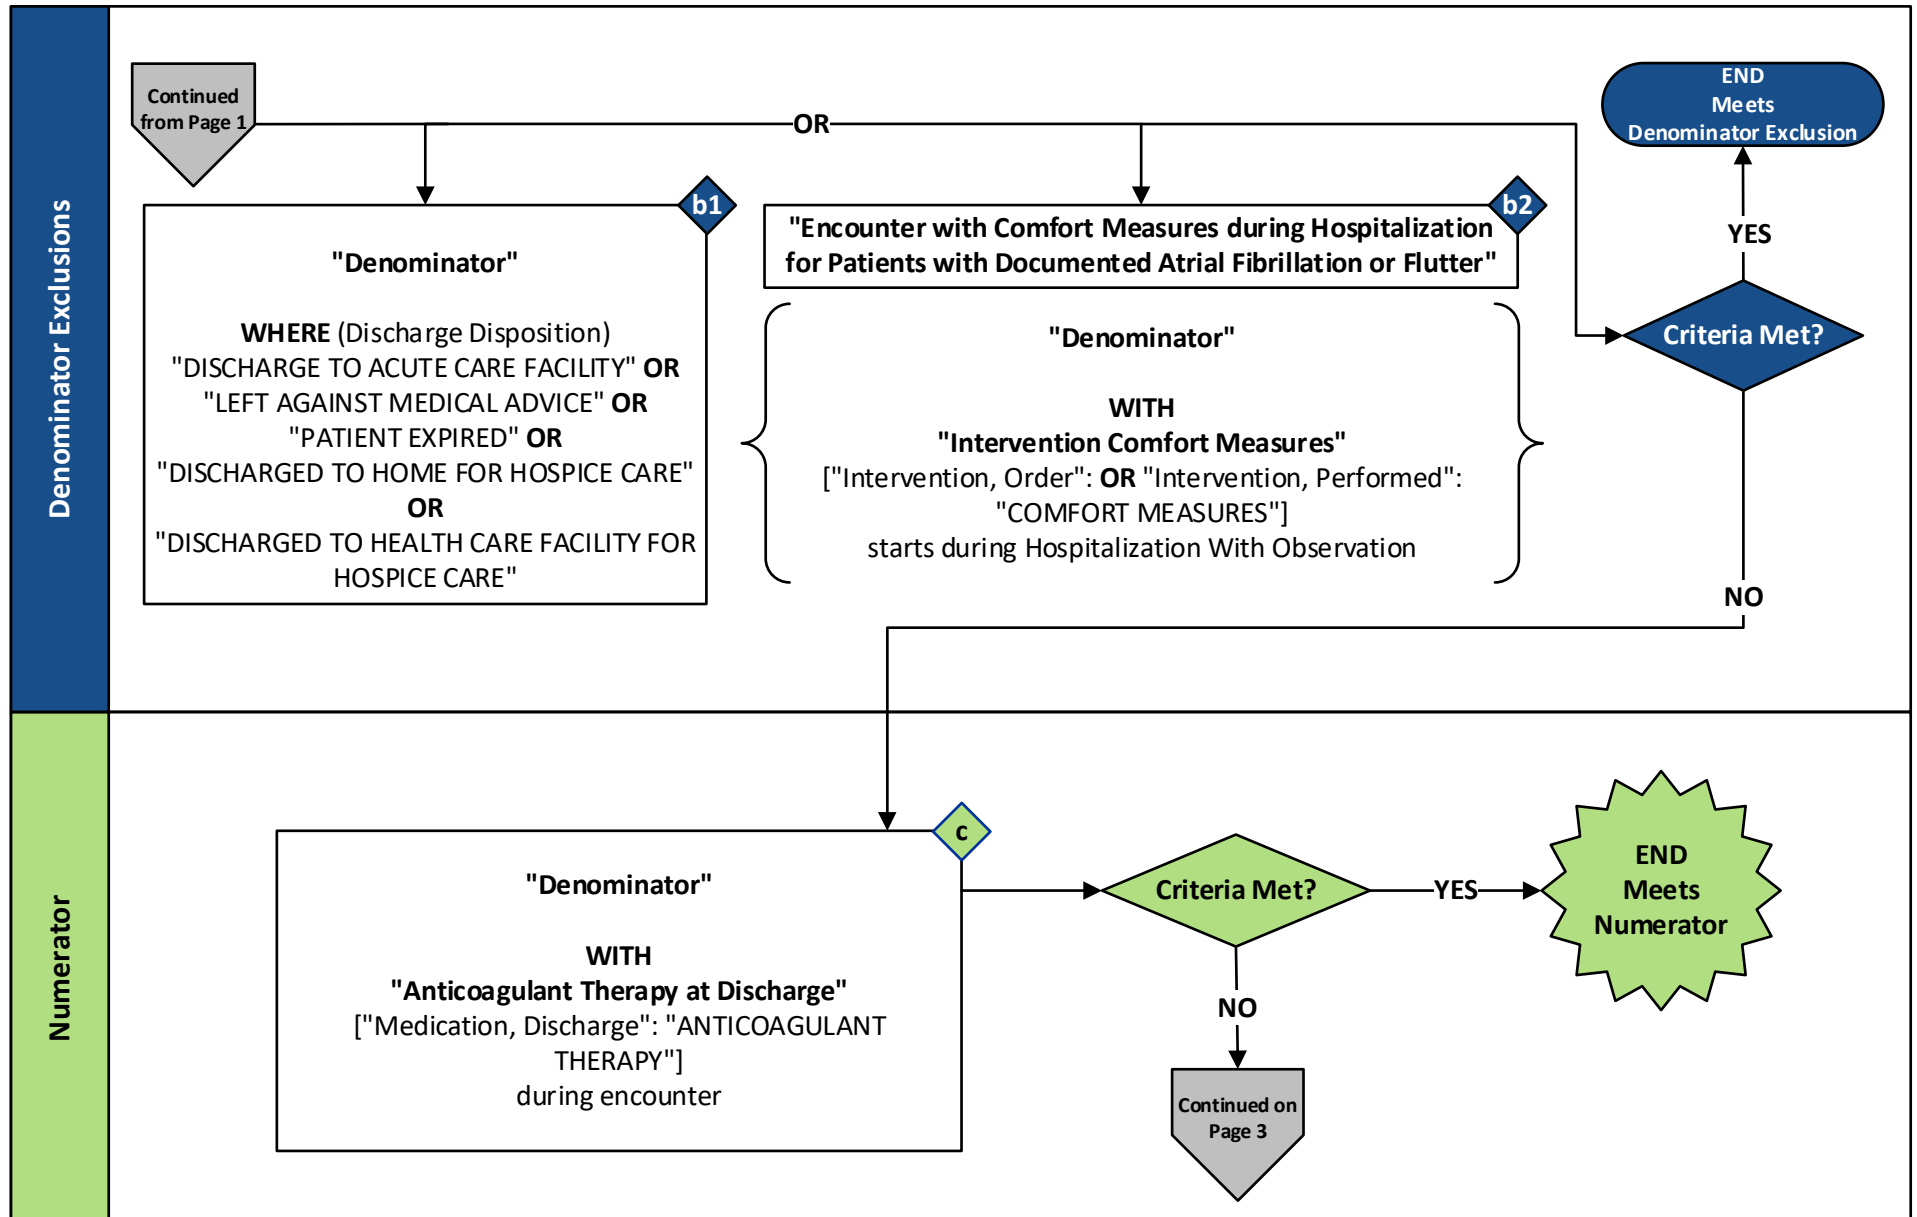 Denominator Exclusions
Continued
from Page 1
OR
END
Meets
Denominator Exclusion
YES
Criteria Met?
NO
b1
"Denominator"
WHERE (Discharge Disposition)
"DISCHARGE TO ACUTE CARE FACILITY" OR
"LEFT AGAINST MEDICAL ADVICE" OR
"PATIENT EXPIRED" OR
"DISCHARGED TO HOME FOR HOSPICE CARE"
OR
"DISCHARGED TO HEALTH CARE FACILITY FOR
HOSPICE CARE"
b2
"Encounter with Comfort Measures during Hospitalization
for Patients with Documented Atrial Fibrillation or Flutter"
"Denominator"
WITH
"Intervention Comfort Measures"
["Intervention, Order": OR "Intervention, Performed":
"COMFORT MEASURES"]
starts during Hospitalization With Observation
Numerator
c
"Denominator"
WITH
"Anticoagulant Therapy at Discharge"
["Medication, Discharge": "ANTICOAGULANT
THERAPY"]
during encounter
Criteria Met?
YES
END
Meets
Numerator
NO
Continued on
Page 3